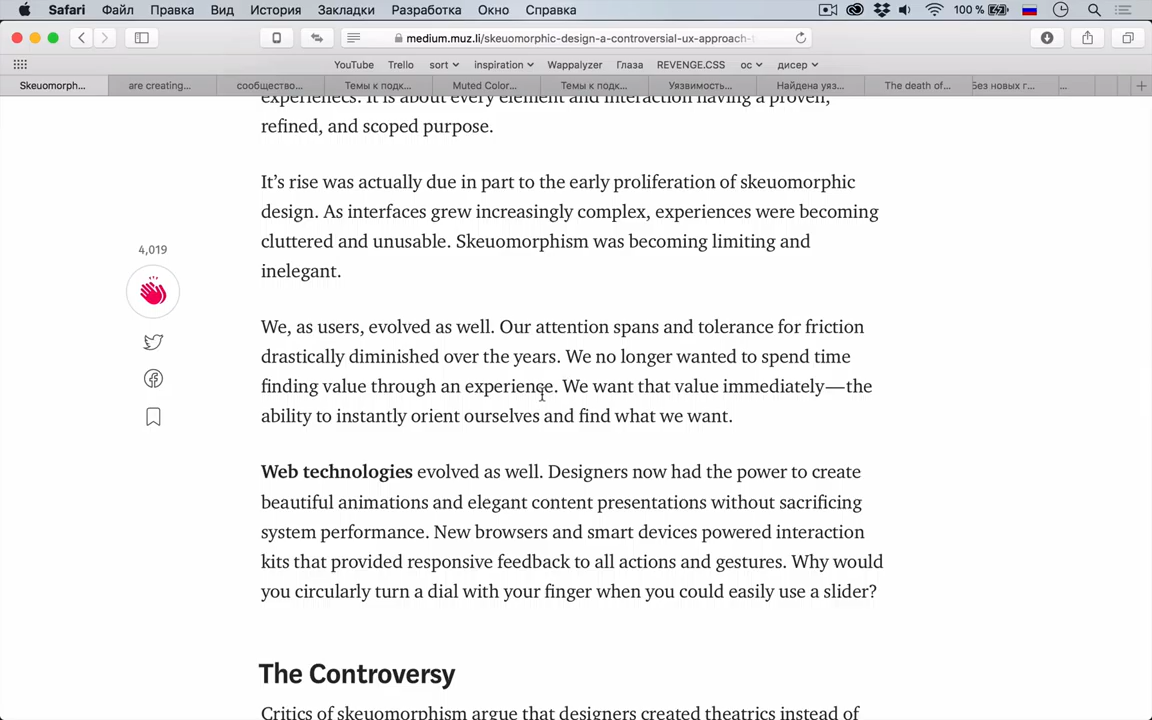 Safari Файл Правка Вид История Закладки Разработка Окно Справка 100 %
medium.muz.li/skeuomorphic-design-a-controversial-ux-approach-
YouTube Trello sort inspiration Wappalyzer Глаза REVENGE.CSS ос дисер
Skeuomorph... are creating... сообщество... Темы к подк... Muted Color... Темы к подк... Уязвимость... Найдена уяз... The death of... Без новых г... ...
experienecs. It is about every element and interaction having a proven,
refined, and scoped purpose.
It’s rise was actually due in part to the early proliferation of skeuomorphic
design. As interfaces grew increasingly complex, experiences were becoming
cluttered and unusable. Skeuomorphism was becoming limiting and
inelegant.
4,019
We, as users, evolved as well. Our attention spans and tolerance for friction
drastically diminished over the years. We no longer wanted to spend time
finding value through an experience. We want that value immediately—the
ability to instantly orient ourselves and find what we want.
Web technologies evolved as well. Designers now had the power to create
beautiful animations and elegant content presentations without sacrificing
system performance. New browsers and smart devices powered interaction
kits that provided responsive feedback to all actions and gestures. Why would
you circularly turn a dial with your finger when you could easily use a slider?
The Controversy
Critics of skeuomorphism argue that designers created theatrics instead of